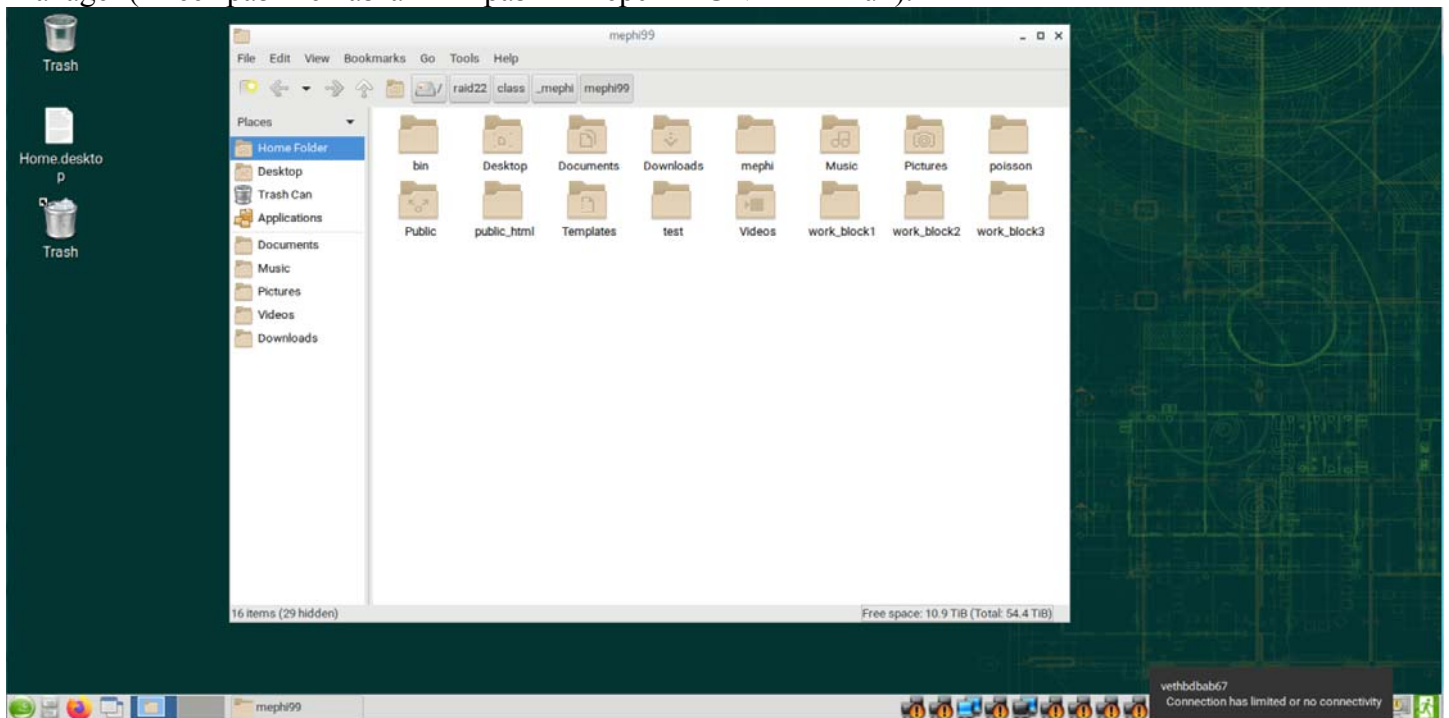 Trash
mephi99
File Edit View Bookmarks Go Tools Help
raid22 class _mephi mephi99
Places
Home Folder
Desktop
Trash Can
Applications
Documents
Music
Pictures
Videos
Downloads
bin Desktop Documents Downloads mephi Music Pictures poisson
Public public_html Templates test Videos work_block1 work_block2 work_block3
Home.deskto
p
Trash
16 items (29 hidden)
Free space: 10.9 TiB (Total: 54.4 TiB)
mephi99
vethbdbab67
Connection has limited or no connectivity